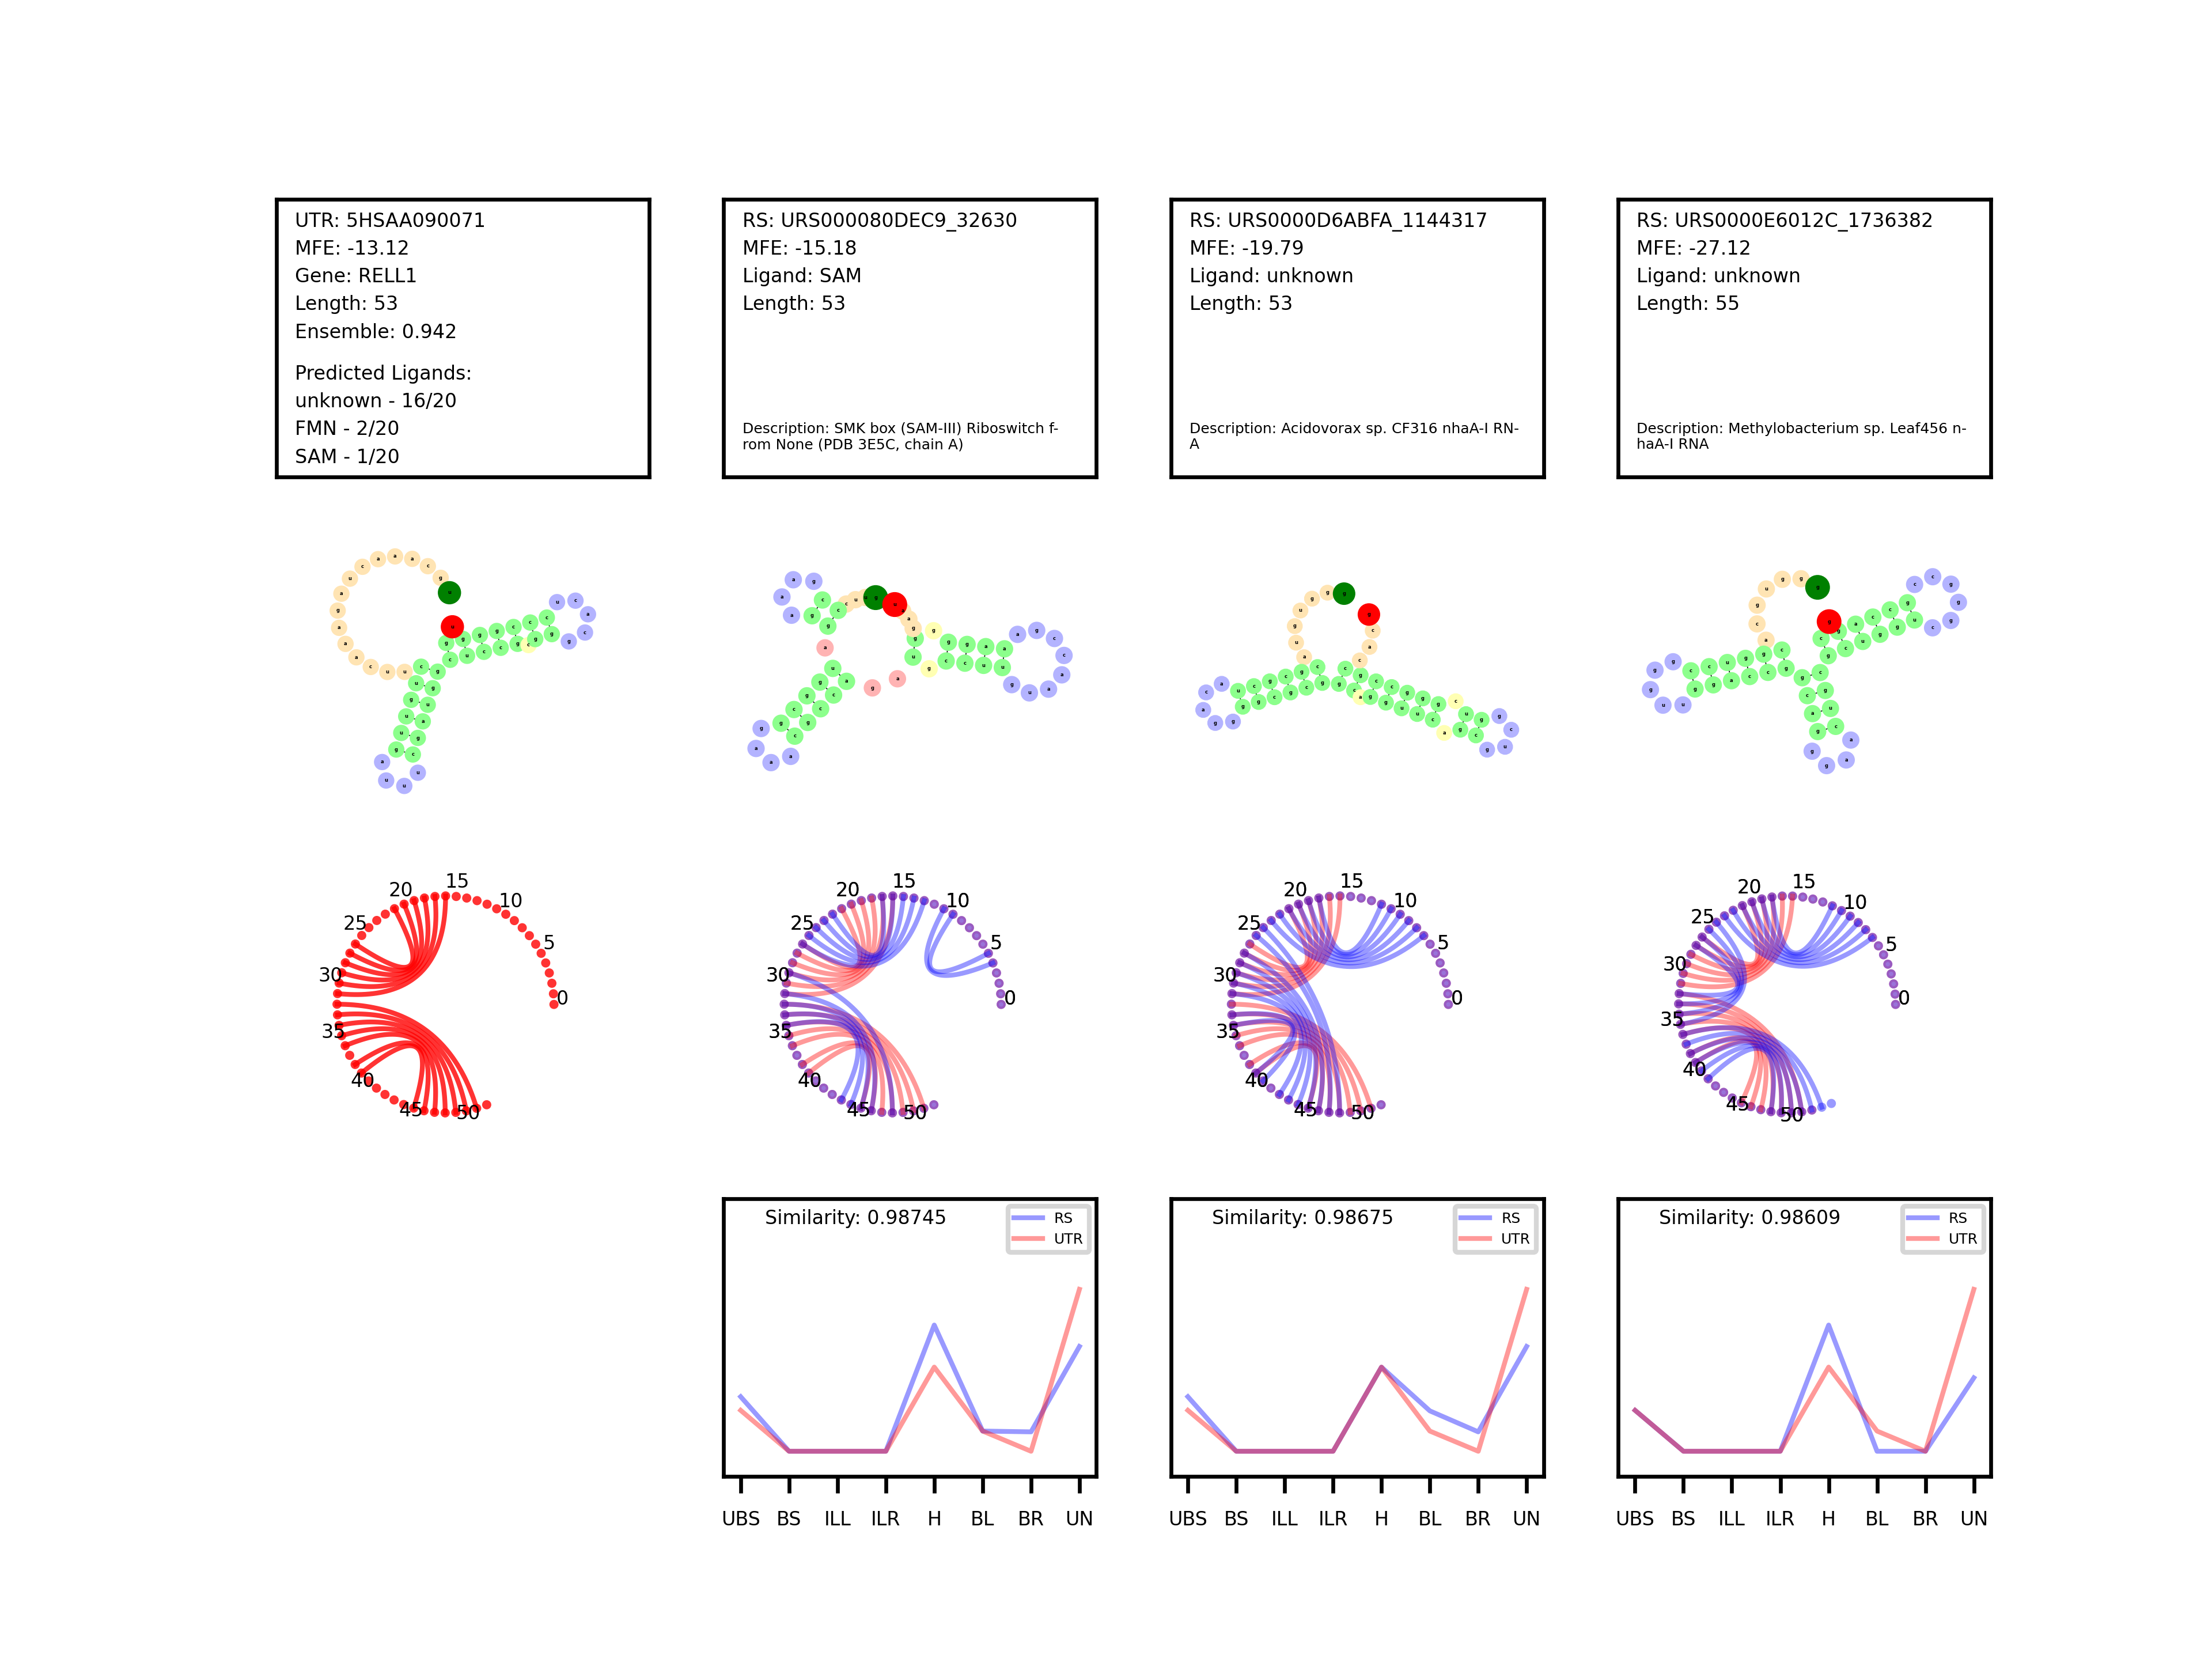 UTR: 5HSAA090071
MFE: -13.12
Gene: RELL1
Length: 53
Ensemble: 0.942
Predicted Ligands:
unknown - 16/20
FMN - 2/20
SAM - 1/20
RS: URS000080DEC9_32630
MFE: -15.18
Ligand: SAM
Length: 53
Description: SMK box (SAM-III) Riboswitch f-
rom None (PDB 3E5C, chain A)
RS: URS0000D6ABFA_1144317
MFE: -19.79
Ligand: unknown
Length: 53
Description: Acidovorax sp. CF316 nhaA-I RN-
A
RS: URS0000E6012C_1736382
MFE: -27.12
Ligand: unknown
Length: 55
Description: Methylobacterium sp. Leaf456 n-
haA-I RNA
0 5 10 15 20 25 30 35 40 45 50
0 5 10 15 20 25 30 35 40 45 50
0 5 10 15 20 25 30 35 40 45 50
0 5 10 15 20 25 30 35 40 45 50
Similarity: 0.98745
RS
UTR
UBS BS ILL ILR H BL BR UN
Similarity: 0.98675
RS
UTR
UBS BS ILL ILR H BL BR UN
Similarity: 0.98609
RS
UTR
UBS BS ILL ILR H BL BR UN